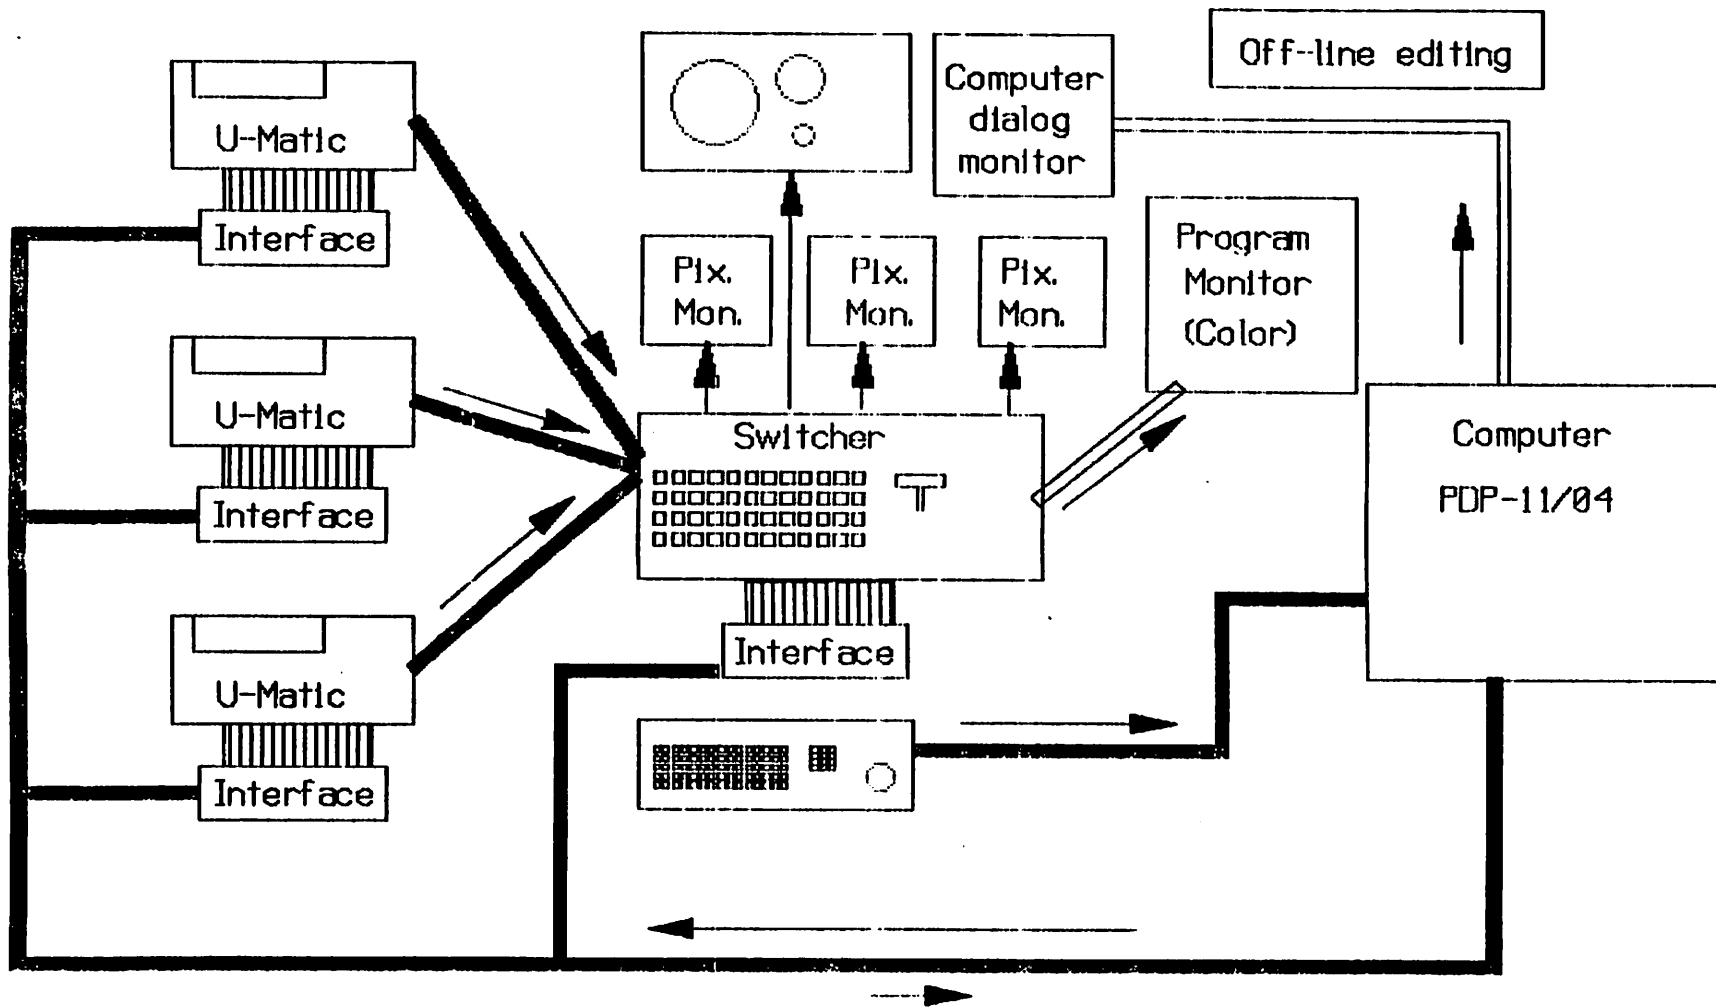 Off-line editing
Computer
dialog
monitor
U-Matic
Interface
Pix.
Mon.
Pix.
Mon.
Pix.
Mon.
Program
Monitor
(Color)
U-Matic
Interface
Switcher
Computer
PDP-11/04
U-Matic
Interface
Interface